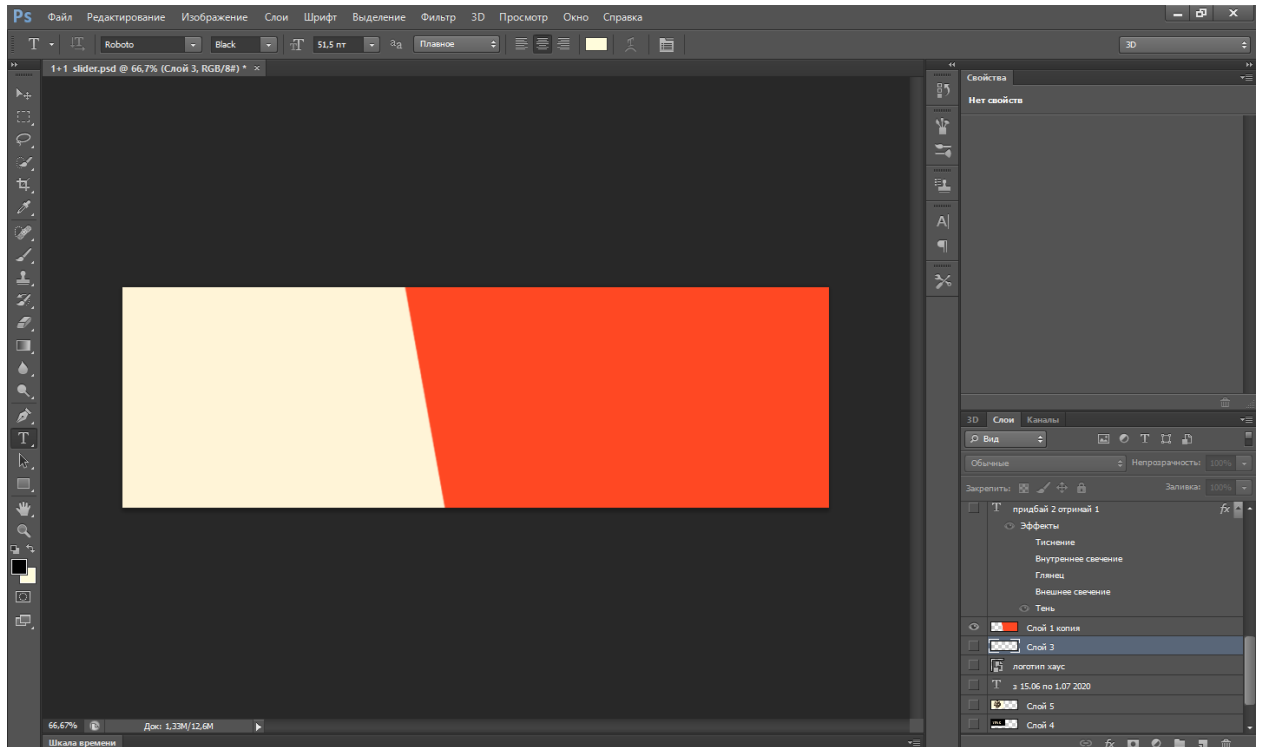 Ps Файл Редактирование Изображение Слои Шрифт Выделение Фильтр 3D Просмотр Окно Справка
T Roboto Black 51,5 пт Плавное 3D
1+1 slider.psd @ 66,7% (Слой 3, RGB/8#) * ×
Свойства
Нет свойств
3D Слои Каналы
Вид
Обычные Непрозрачность: 100%
Закрепить: Заливка: 100%
T придбай 2 отримай 1 fx
Эффекты
Тиснение
Внутреннее свечение
Глянец
Внешнее свечение
Тень
Слой 1 копия
Слой 3
логотип хаус
T з 15.06 по 1.07 2020
Слой 5
Слой 4
66,67% Док: 1,33M/12,6M
Шкала времени